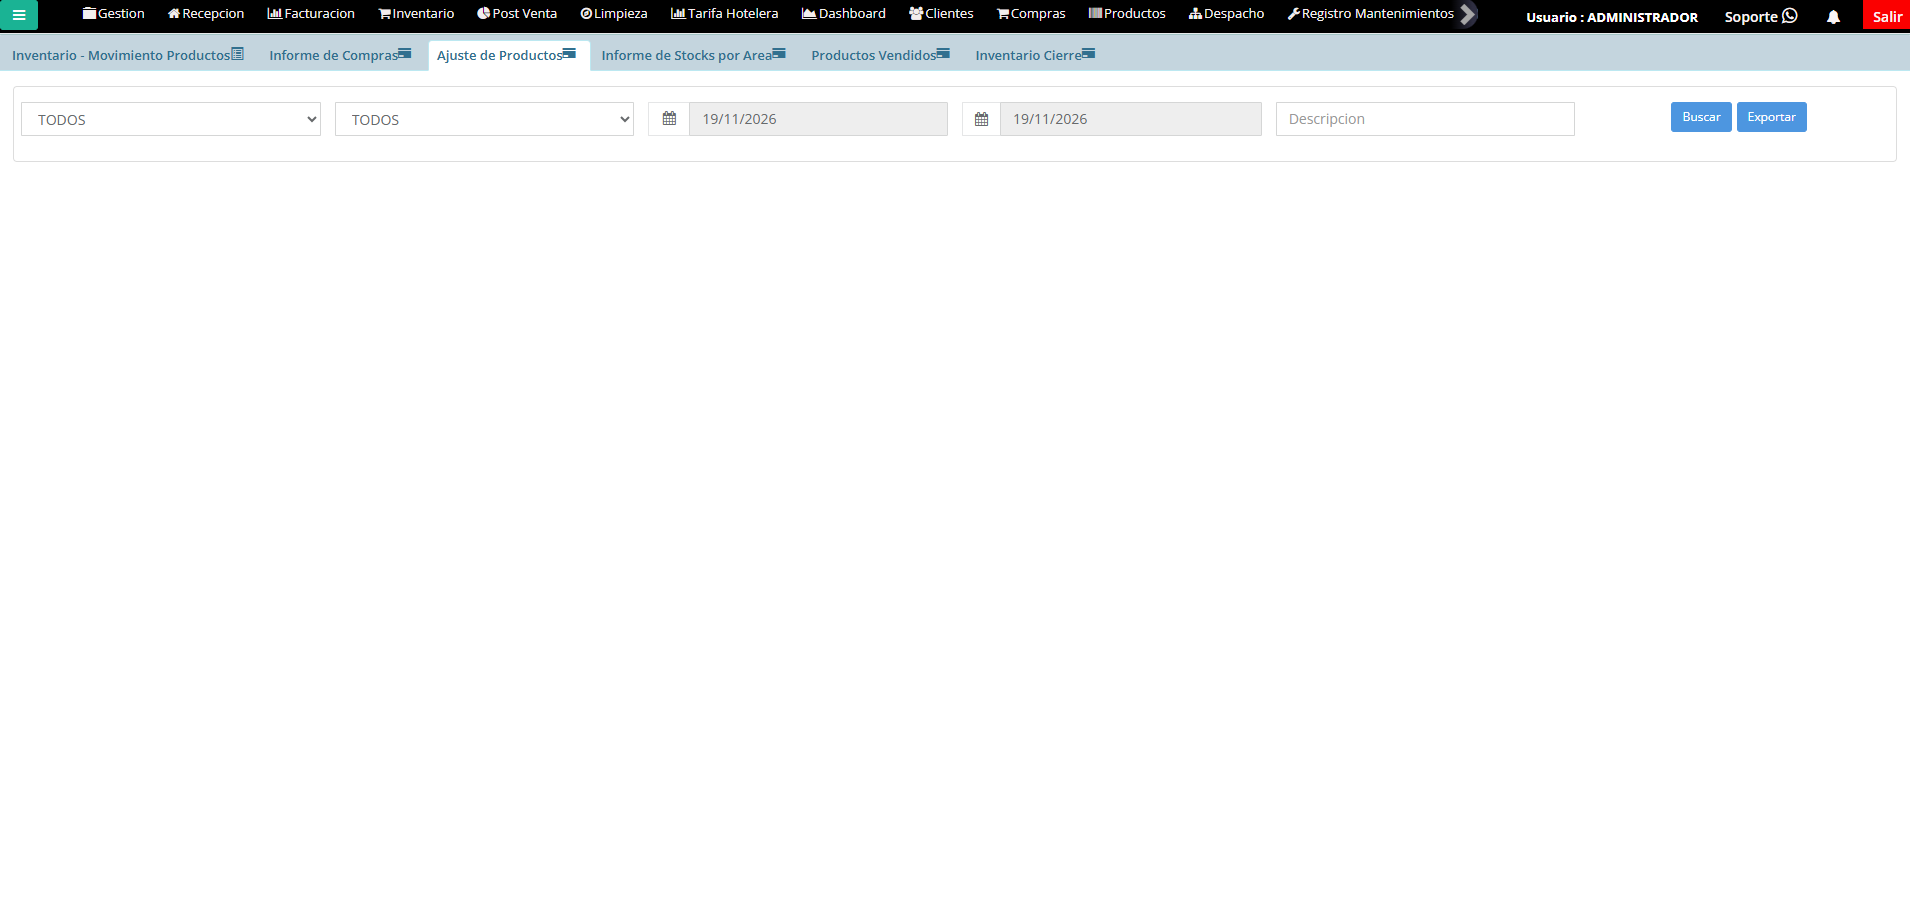 Gestion Recepcion Facturacion Inventario Post Venta Limpieza Tarifa Hotelera Dashboard Clientes Compras Productos Despacho Registro Mantenimientos Usuario : ADMINISTRADOR Soporte Salir
Inventario - Movimiento Productos Informe de Compras Ajuste de Productos Informe de Stocks por Area Productos Vendidos Inventario Cierre
TODOS TODOS 19/11/2026 19/11/2026 Descripcion Buscar Exportar